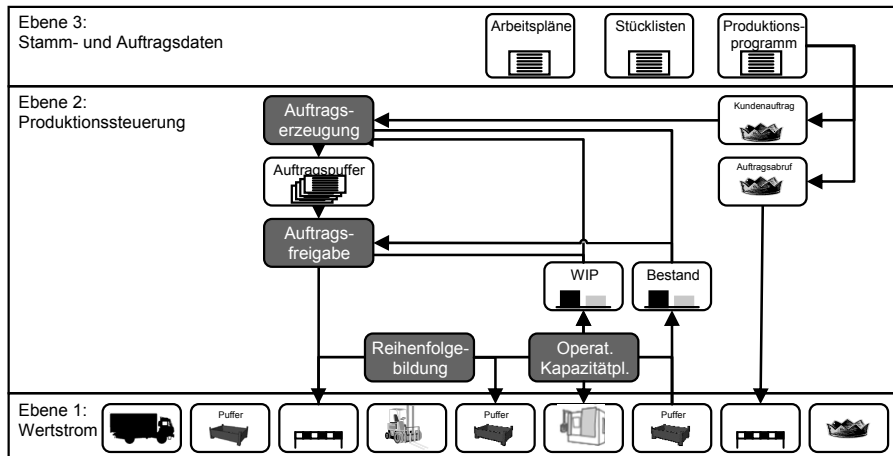 Ebene 3:
Stamm- und Auftragsdaten
Arbeitspläne
Stücklisten
Produktions-
programm
Ebene 2:
Produktionssteuerung
Auftrags-
erzeugung
Kundenauftrag
Auftragspuffer
Auftragsabruf
Auftrags-
freigabe
WIP
Bestand
Reihenfolge-
bildung
Operat.
Kapazitätpl.
Ebene 1:
Wertstrom
Puffer
Puffer
Puffer